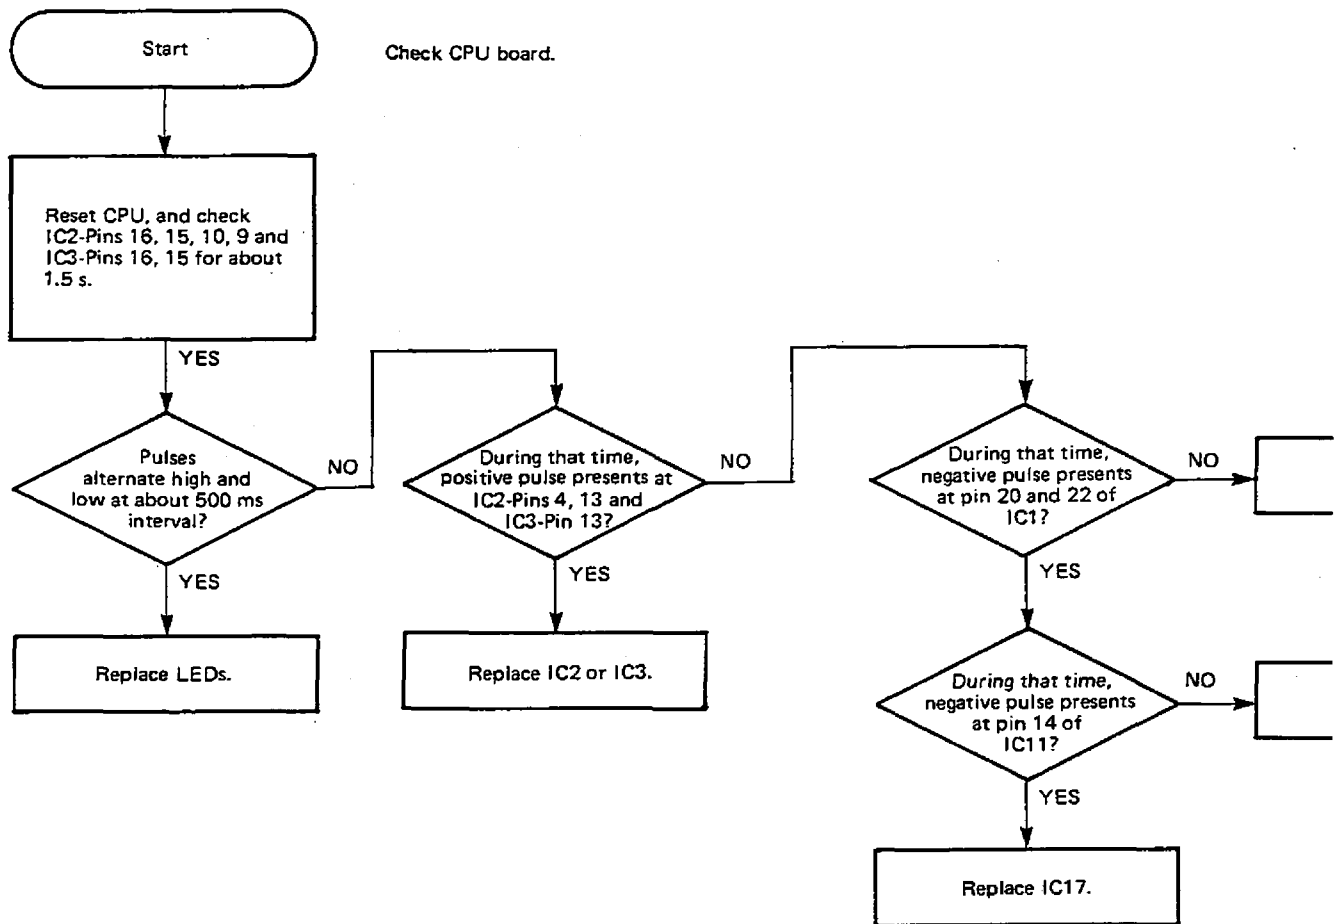 Start
Check CPU board.
Reset CPU, and check
IC2-Pins 16, 15, 10, 9 and
IC3-Pins 16, 15 for about
1.5 s.
YES
Pulses
alternate high and
low at about 500 ms
interval?
NO
YES
Replace LEDs.
During that time,
positive pulse presents at
IC2-Pins 4, 13 and
IC3-Pin 13?
NO
YES
Replace IC2 or IC3.
During that time,
negative pulse presents
at pin 20 and 22 of
IC1?
NO
YES
During that time,
negative pulse presents
at pin 14 of
IC11?
NO
YES
Replace IC17.